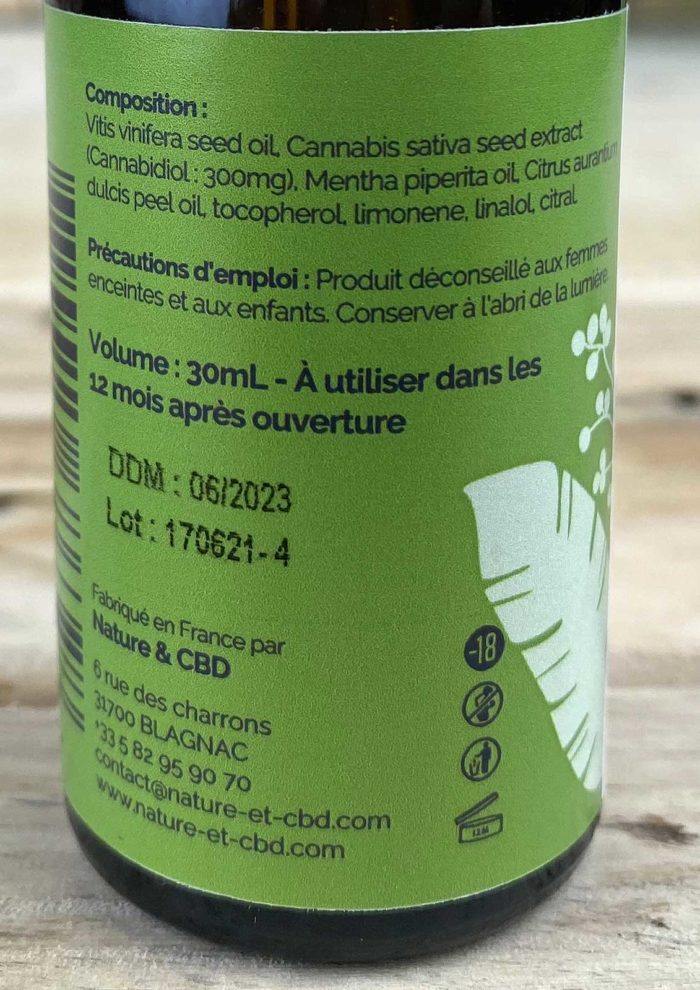 Composition :
Vitis vinifera seed oil, Cannabis sativa seed extract
(Cannabidiol : 300mg), Mentha piperita oil, Citrus aurantium
dulcis peel oil, tocopherol, limonene, linalol, citral
Précautions d'emploi : Produit déconseillé aux femmes
enceintes et aux enfants. Conserver à l'abri de la lumière.
Volume : 30mL - À utiliser dans les
12 mois après ouverture
DDM : 06/2023
Lot : 170621-4
Fabriqué en France par
Nature & CBD
6 rue des charrons
31700 BLAGNAC
+33 5 82 95 90 70
contact@nature-et-cbd.com
www.nature-et-cbd.com
-18
12M